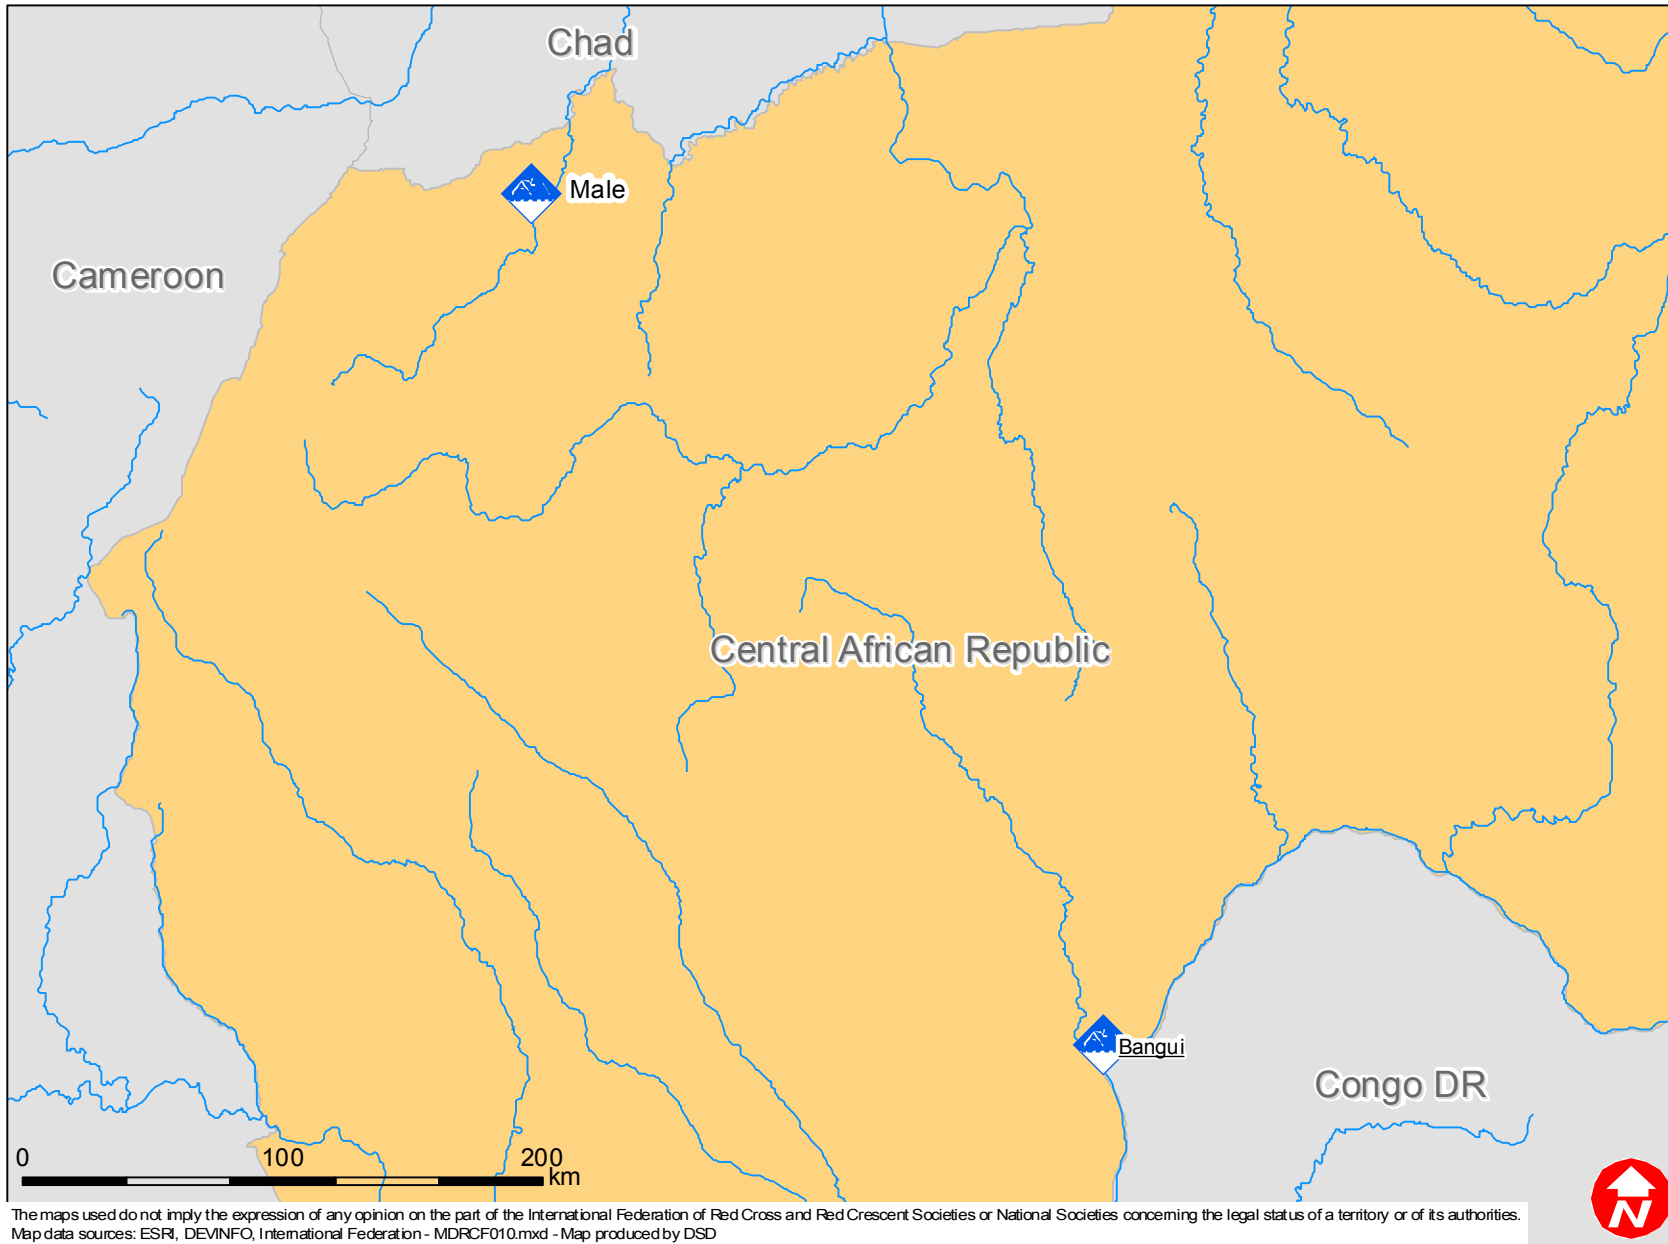 Chad
Male
Cameroon
Central African Republic
Bangui
Congo DR
0 100 200
km
N
The maps used do not imply the expression of any opinion on the part of the International Federation of Red Cross and Red Crescent Societies or National Societies concerning the legal status of a territory or of its authorities.
Map data sources: ESRI, DEVINFO, International Federation - MDRCF010.mxd - Map produced by DSD